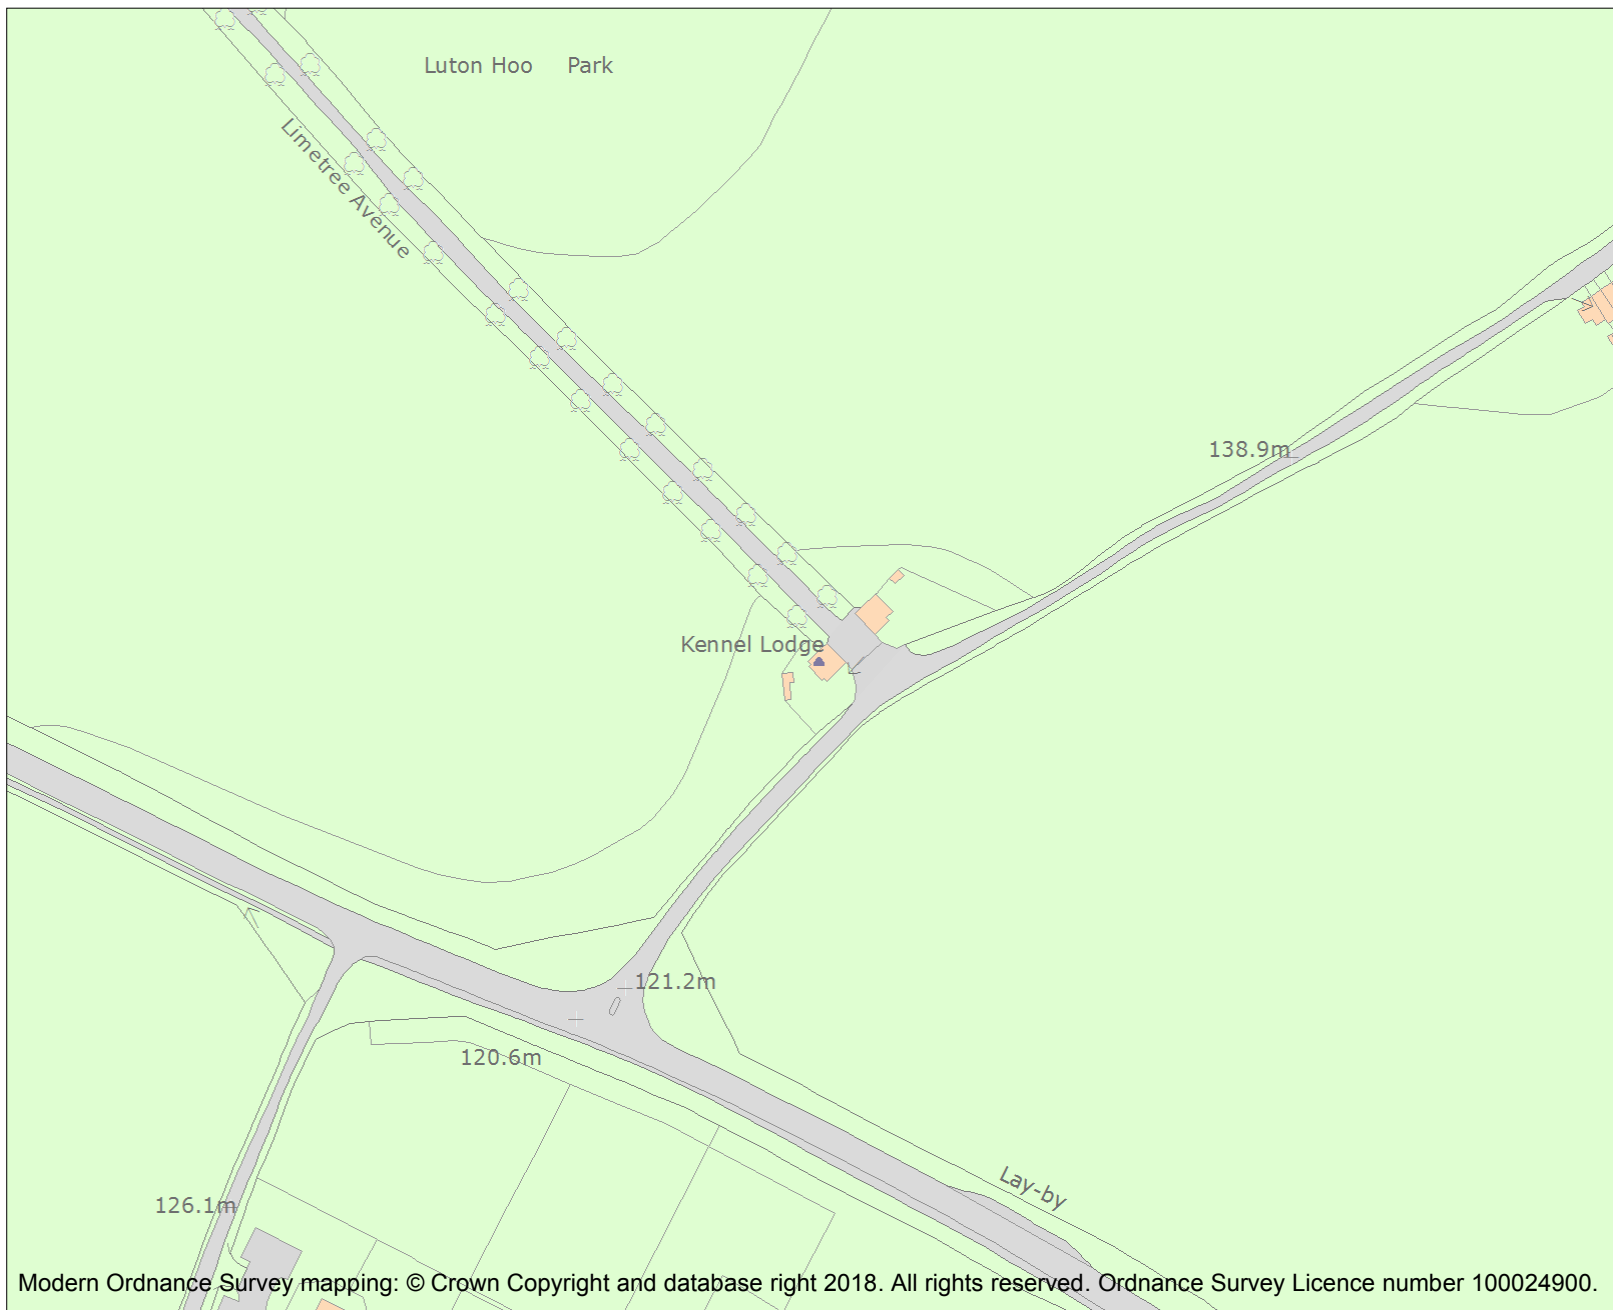 Luton Hoo Park
Limetree Avenue
138.9m
Kennel Lodge
121.2m
120.6m
Lay-by
126.1m
Modern Ordnance Survey mapping: © Crown Copyright and database right 2018. All rights reserved. Ordnance Survey Licence number 100024900.